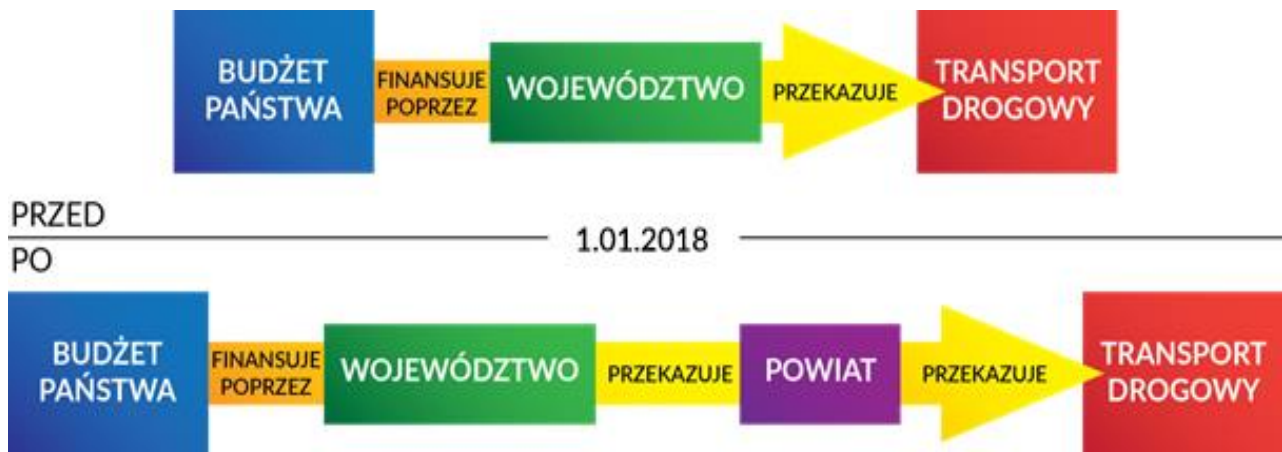 BUDŻET
PAŃSTWA
FINANSUJE
POPRZEZ
WOJEWÓDZTWO
PRZEKAZUJE
TRANSPORT
DROGOWY
PRZED
1.01.2018
PO
BUDŻET
PAŃSTWA
FINANSUJE
POPRZEZ
WOJEWÓDZTWO
PRZEKAZUJE
POWIAT
PRZEKAZUJE
TRANSPORT
DROGOWY